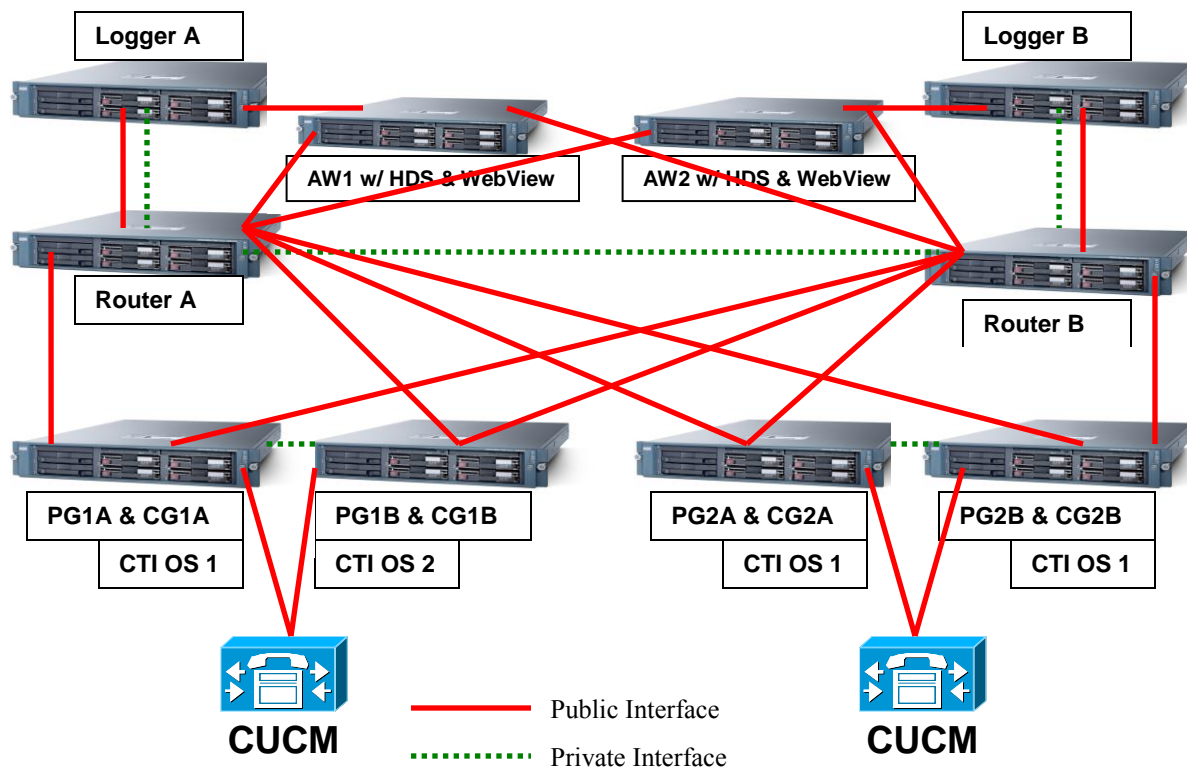 Logger A
Logger B
AW1 w/ HDS & WebView
AW2 w/ HDS & WebView
Router A
Router B
PG1A & CG1A
PG1B & CG1B
PG2A & CG2A
PG2B & CG2B
CTI OS 1
CTI OS 2
CTI OS 1
CTI OS 1
CUCM
CUCM
Public Interface
Private Interface